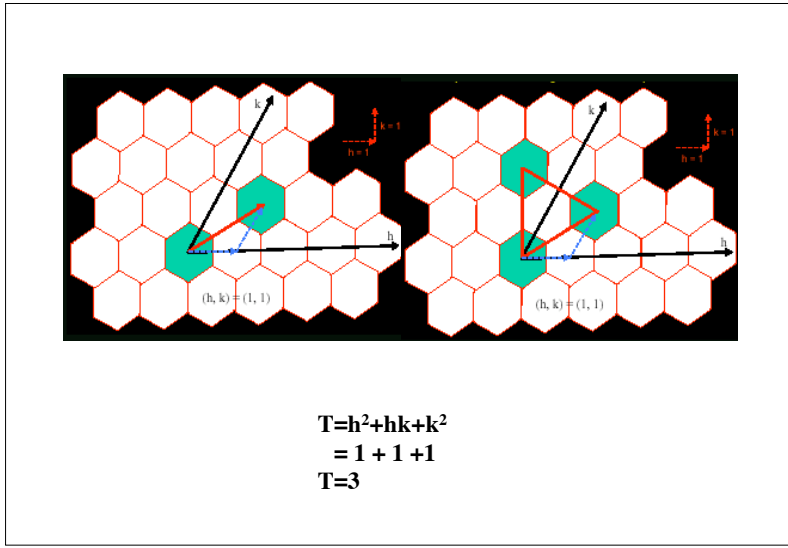 k
k = 1
h = 1
h
(h, k) = (1, 1)
k
k = 1
h = 1
h
(h, k) = (1, 1)
T=h²+hk+k²
= 1 + 1 +1
T=3